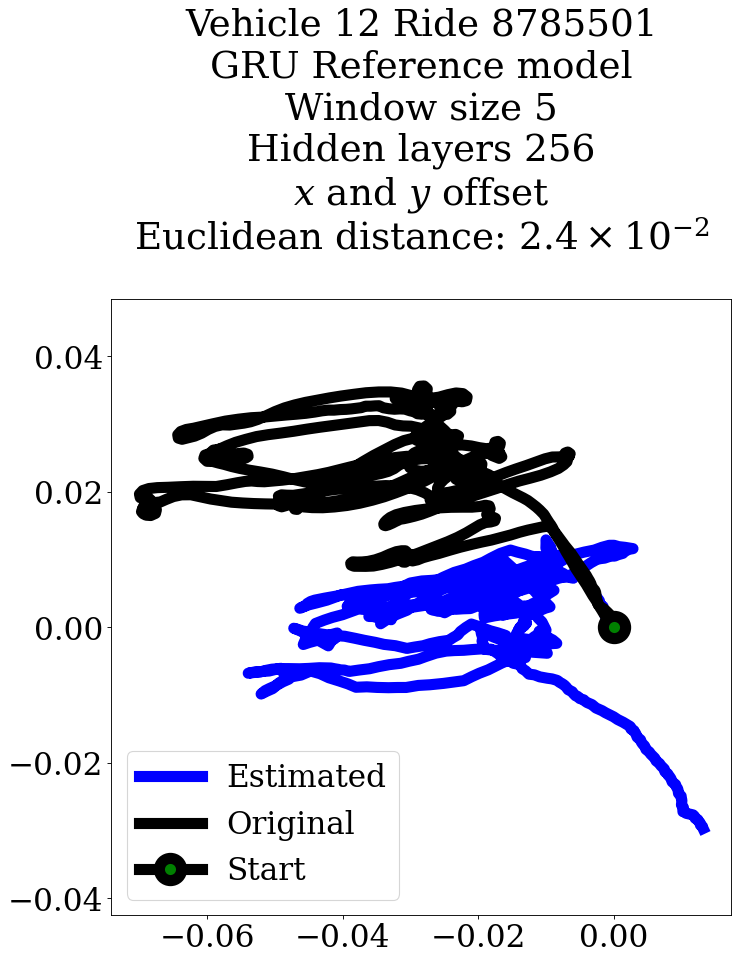 Vehicle 12 Ride 8785501
GRU Reference model
Window size 5
Hidden layers 256
x and y offset
Euclidean distance: 2.4 × 10⁻²
0.04
0.02
0.00
−0.02
−0.04
Estimated
Original
Start
−0.06 −0.04 −0.02 0.00